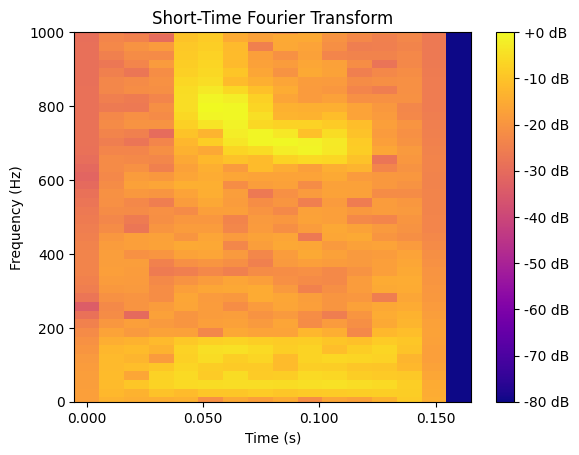 Short-Time Fourier Transform
1000
800
600
400
200
0
Frequency (Hz)
0.000
0.050
0.100
0.150
Time (s)
+0 dB
-10 dB
-20 dB
-30 dB
-40 dB
-50 dB
-60 dB
-70 dB
-80 dB